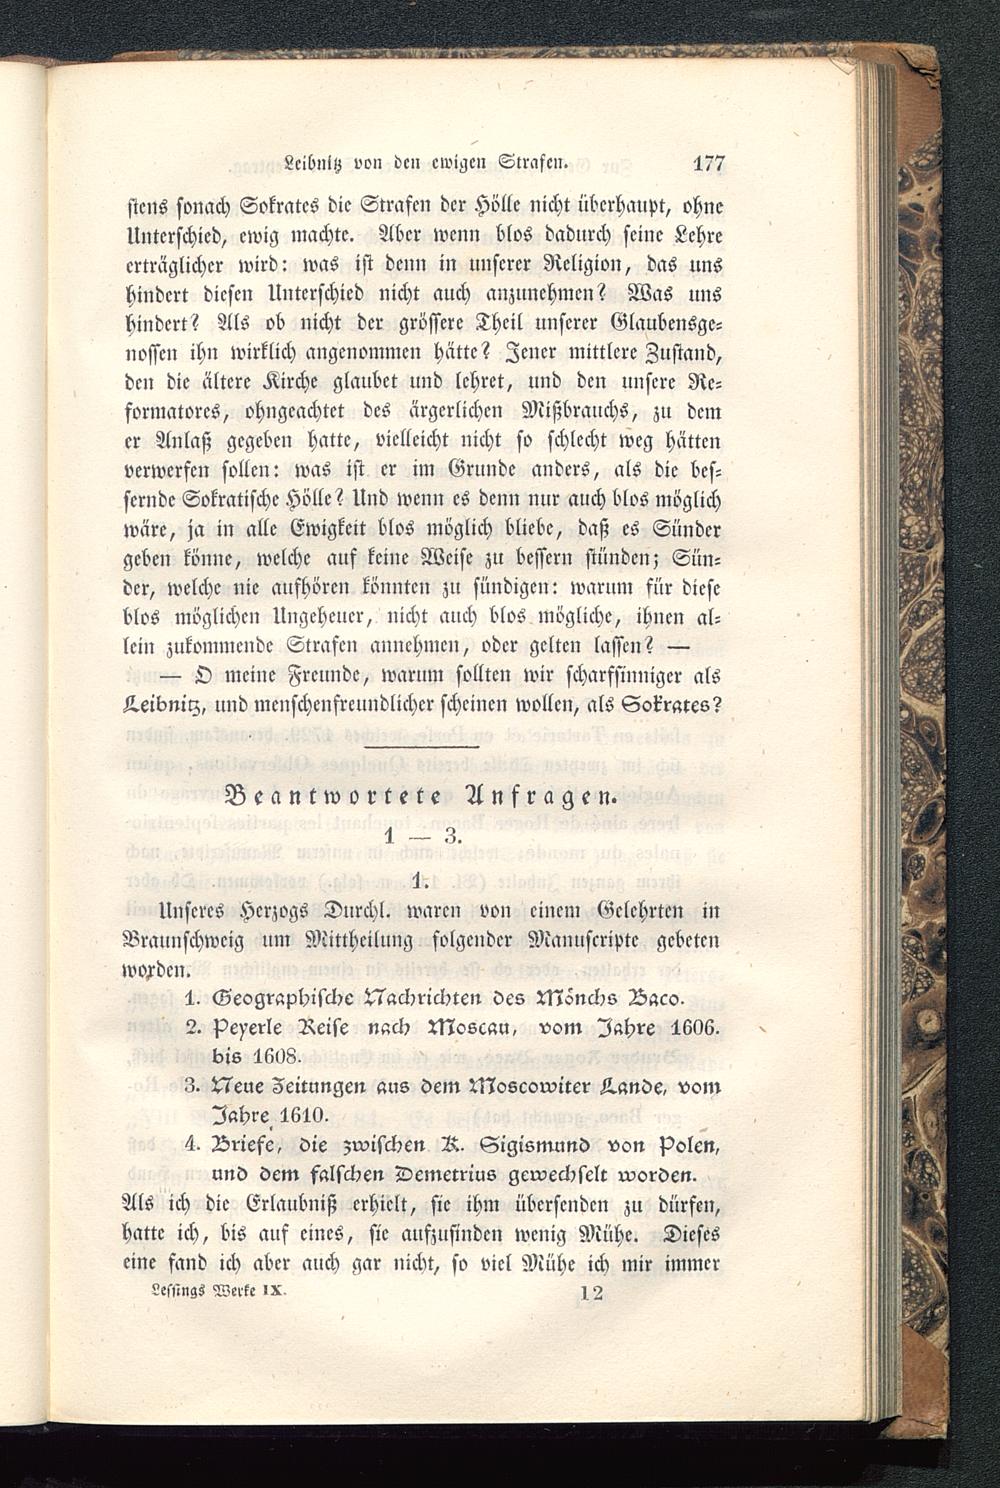 Leibnitz von den ewigen Strafen. 177
stens sonach Sokrates die Strafen der Hölle nicht überhaupt, ohne
Unterschied, ewig machte. Aber wenn blos dadurch seine Lehre
erträglicher wird: was ist denn in unserer Religion, das uns
hindert diesen Unterschied nicht auch anzunehmen? Was uns
hindert? Als ob nicht der grössere Theil unserer Glaubensge-
nossen ihn wirklich angenommen hätte? Jener mittlere Zustand,
den die ältere Kirche glaubet und lehret, und den unsere Re-
formatores, ohngeachtet des ärgerlichen Mißbrauchs, zu dem
er Anlaß gegeben hatte, vielleicht nicht so schlecht weg hätten
verwerfen sollen: was ist er im Grunde anders, als die bes-
sernde Sokratische Hölle? Und wenn es denn nur auch blos möglich
wäre, ja in alle Ewigkeit blos möglich bliebe, daß es Sünder
geben könne, welche auf keine Weise zu bessern stünden; Sün-
der, welche nie aufhören könnten zu sündigen: warum für diese
blos möglichen Ungeheuer, nicht auch blos mögliche, ihnen al-
lein zukommende Strafen annehmen, oder gelten lassen? —
— O meine Freunde, warum sollten wir scharfsinniger als
Leibnitz, und menschenfreundlicher scheinen wollen, als Sokrates?
Beantwortete Anfragen.
1 — 3.
1.
Unseres Herzogs Durchl. waren von einem Gelehrten in
Braunschweig um Mittheilung folgender Manuscripte gebeten
worden.
1. Geographische Nachrichten des Mönchs Baco.
2. Peyerle Reise nach Moscau, vom Jahre 1606.
bis 1608.
3. Neue Zeitungen aus dem Moscowiter Lande, vom
Jahre 1610.
4. Briefe, die zwischen K. Sigismund von Polen,
und dem falschen Demetrius gewechselt worden.
Als ich die Erlaubniß erhielt, sie ihm übersenden zu dürfen,
hatte ich, bis auf eines, sie aufzufinden wenig Mühe. Dieses
eine fand ich aber auch gar nicht, so viel Mühe ich mir immer
Lessings Werke IX. 12